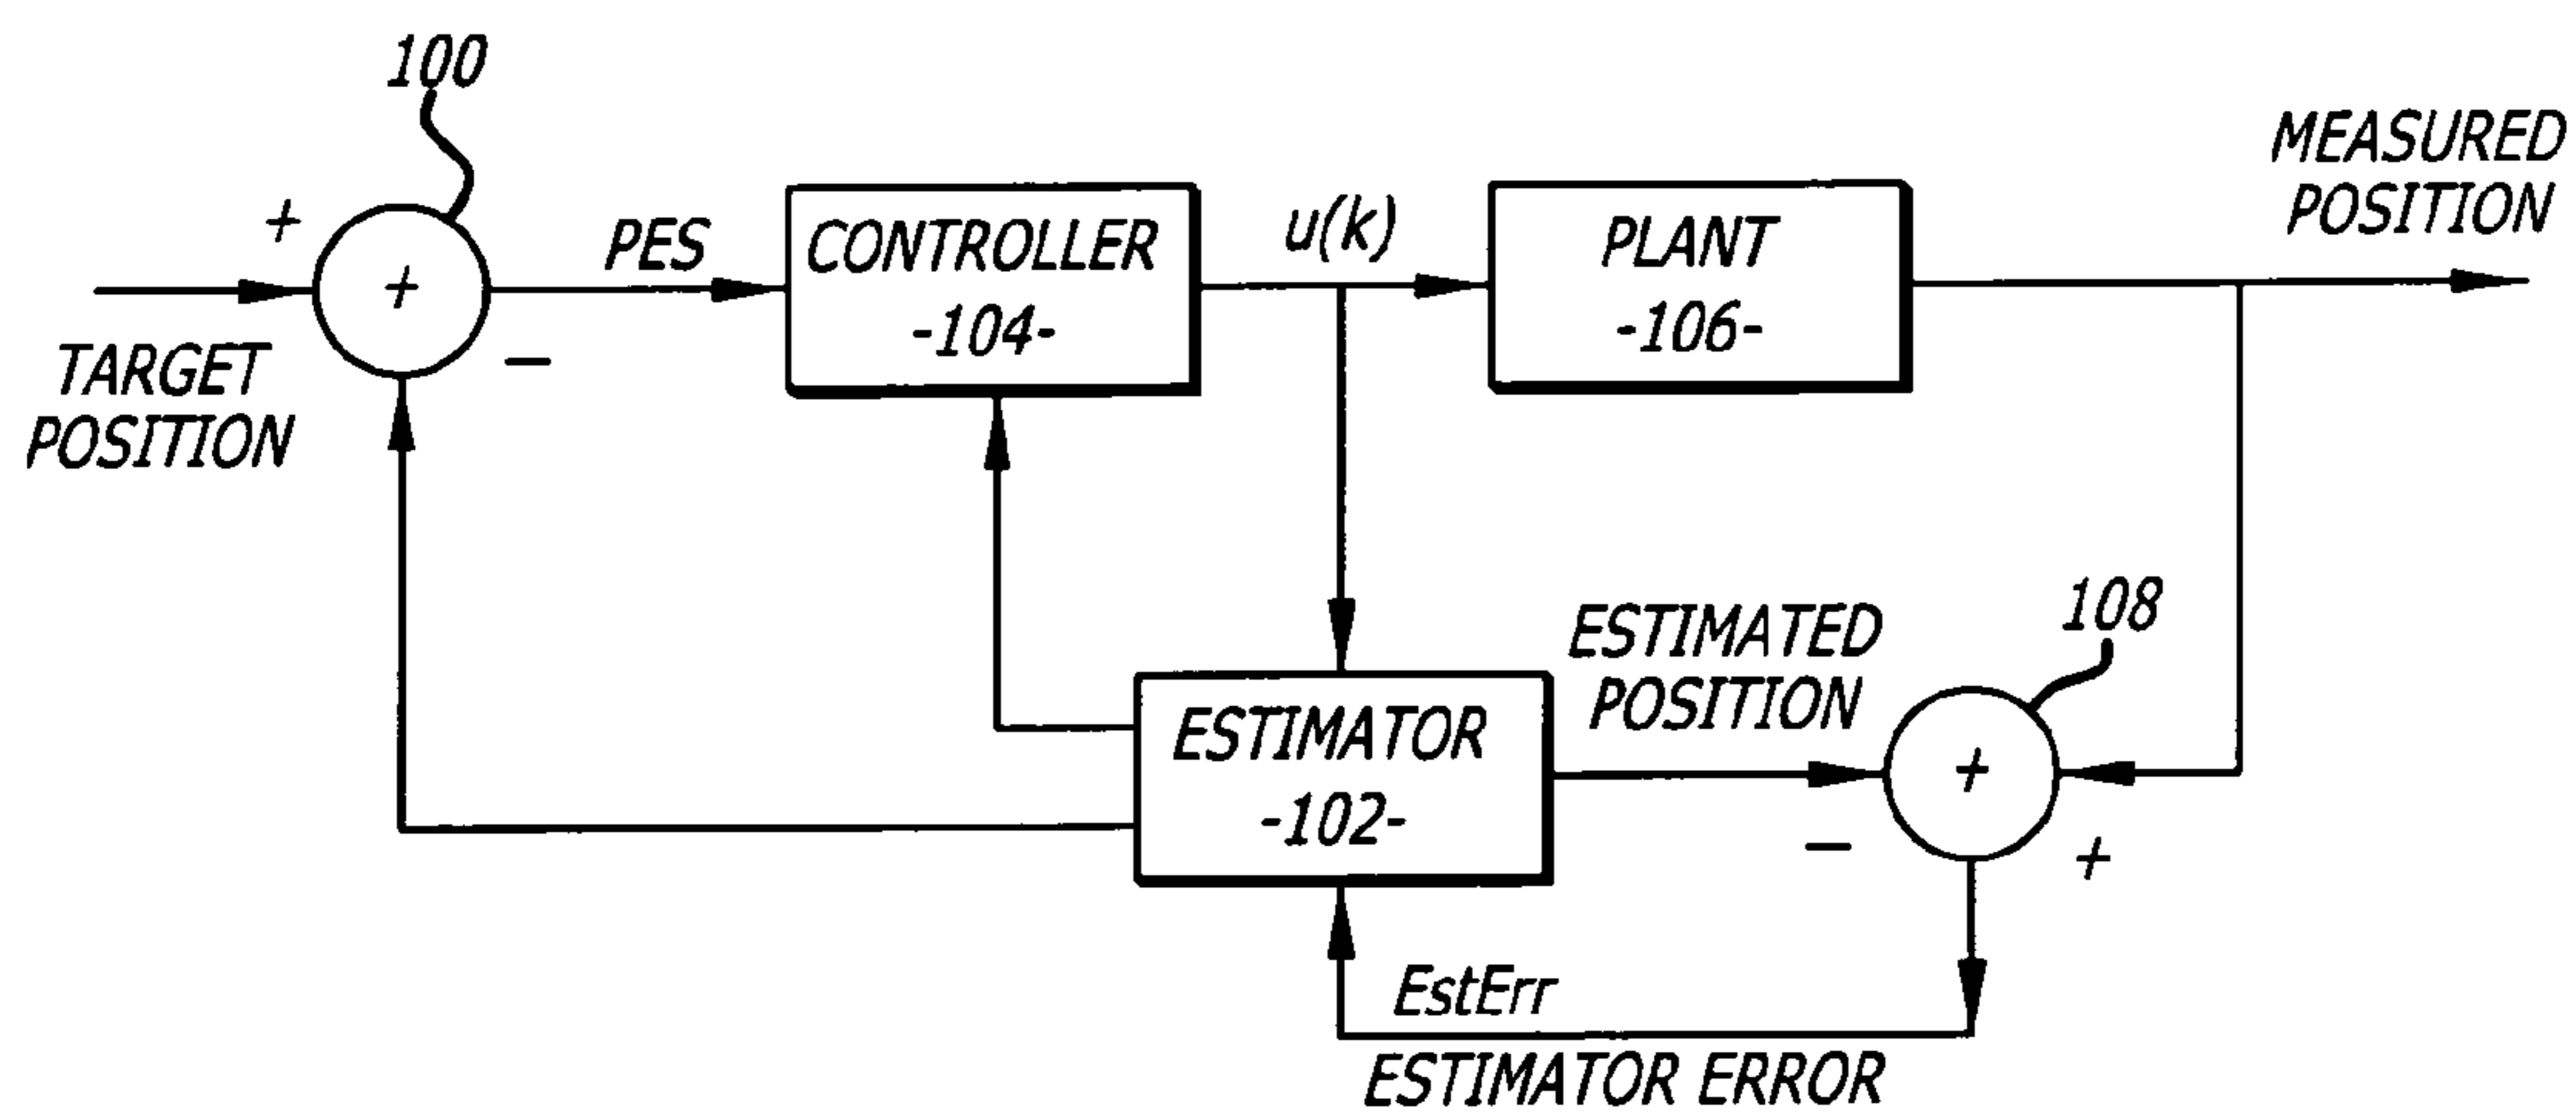 100
+
+
TARGET
POSITION
−
PES
CONTROLLER
-104-
u(k)
PLANT
-106-
MEASURED
POSITION
ESTIMATOR
-102-
ESTIMATED
POSITION
108
+
−
+
EstErr
ESTIMATOR ERROR